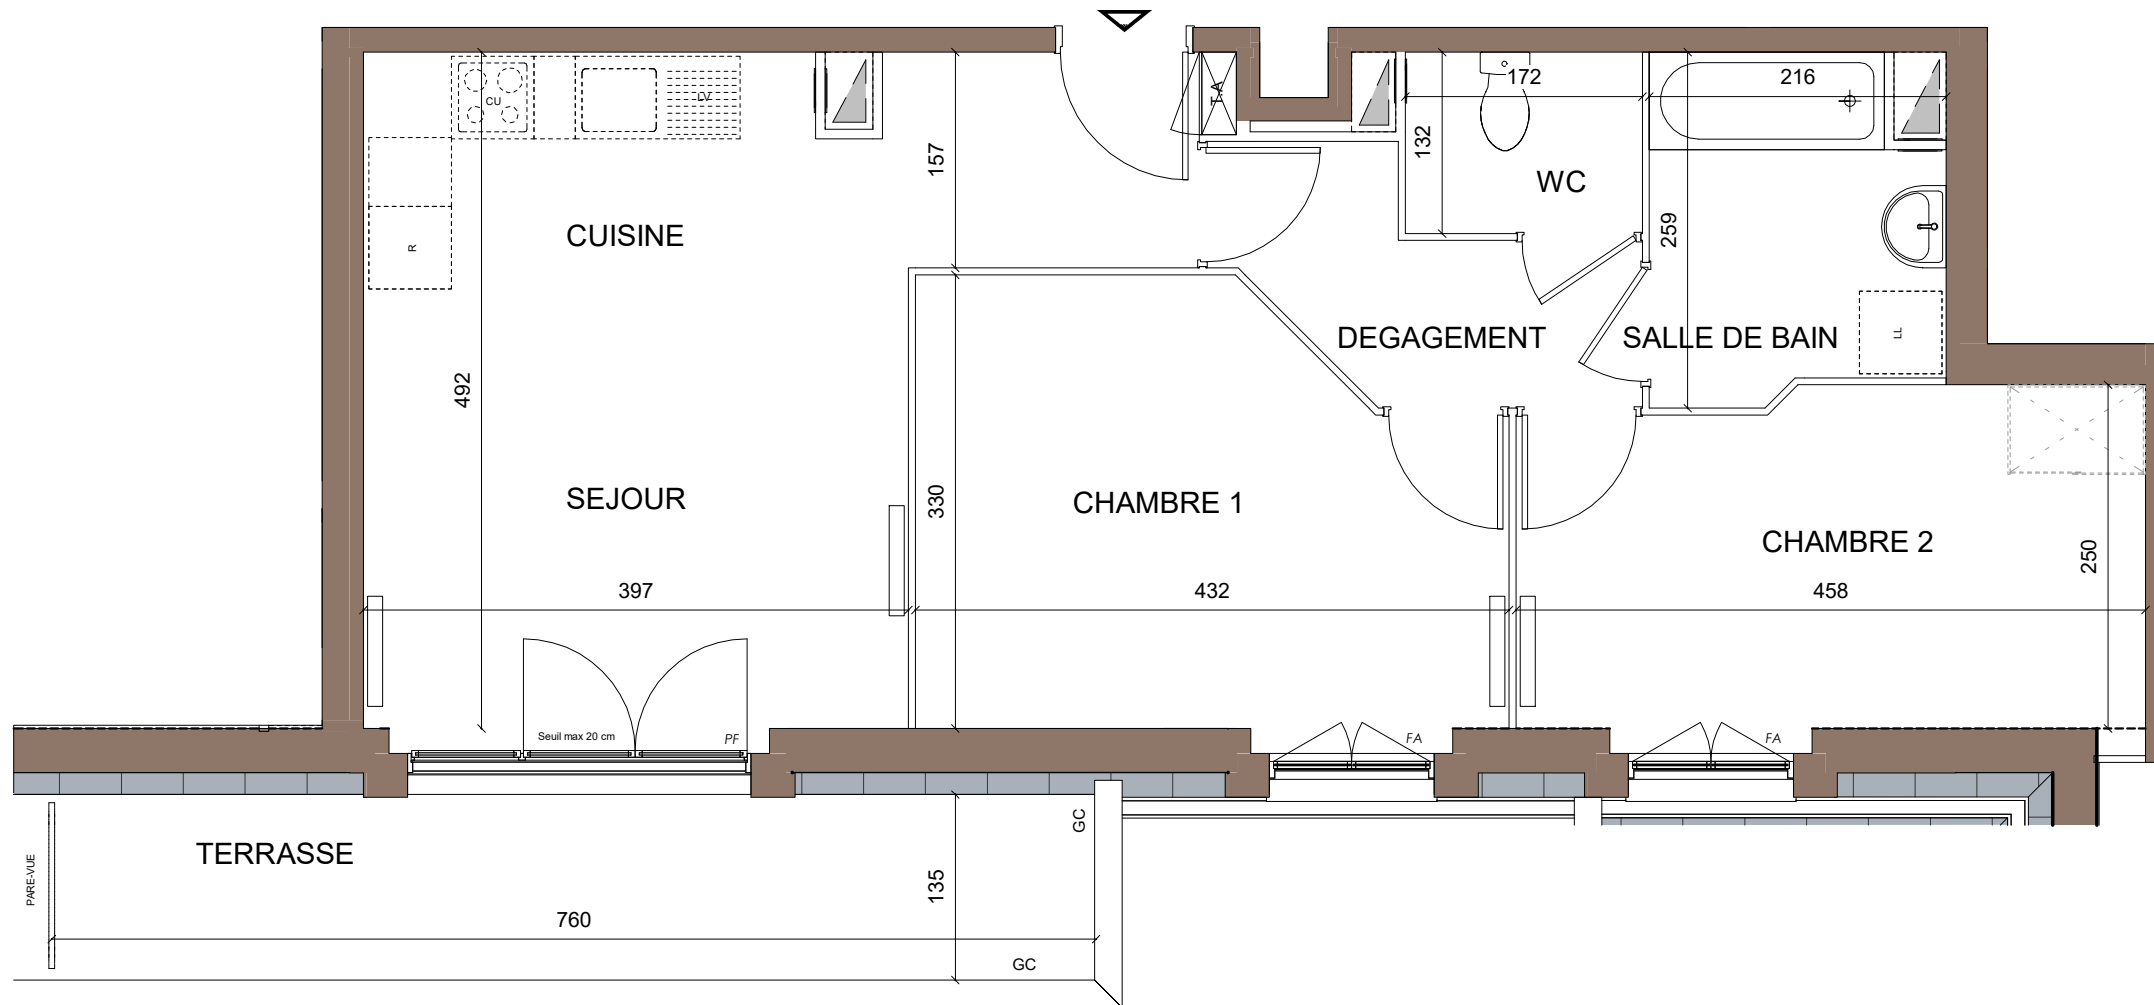 CU
LV
T.A
172
216
132
157
WC
R
CUISINE
259
DEGAGEMENT
SALLE DE BAIN
LL
492
SEJOUR
330
CHAMBRE 1
CHAMBRE 2
250
397
432
458
Seuil max 20 cm
PF
FA
FA
GC
TERRASSE
PARE-VUE
135
760
GC